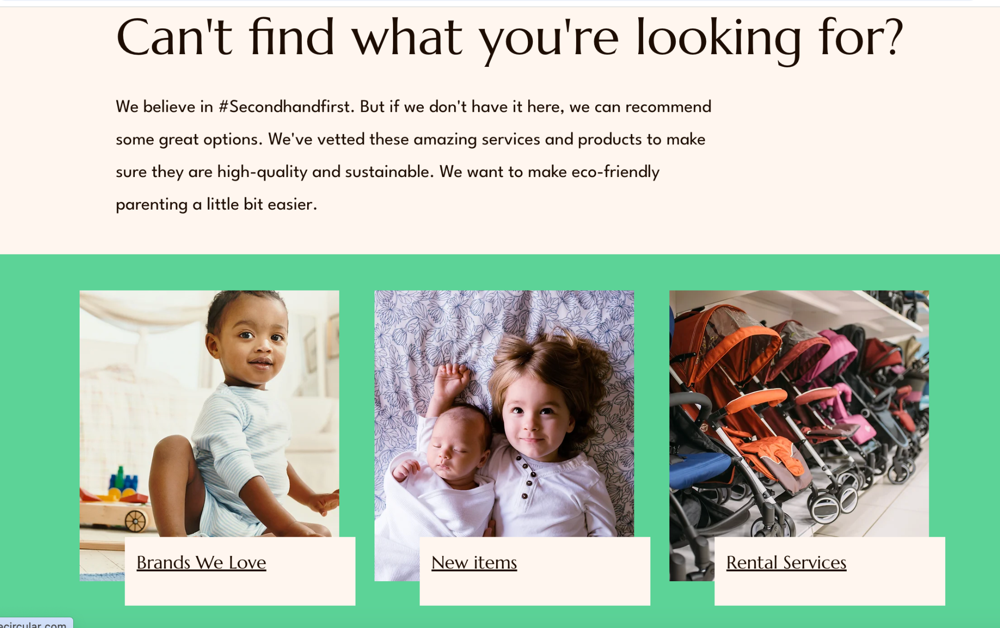 Can't find what you're looking for?
We believe in #Secondhandfirst. But if we don't have it here, we can recommend
some great options. We've vetted these amazing services and products to make
sure they are high-quality and sustainable. We want to make eco-friendly
parenting a little bit easier.
Brands We Love
New items
Rental Services
ecircular.com